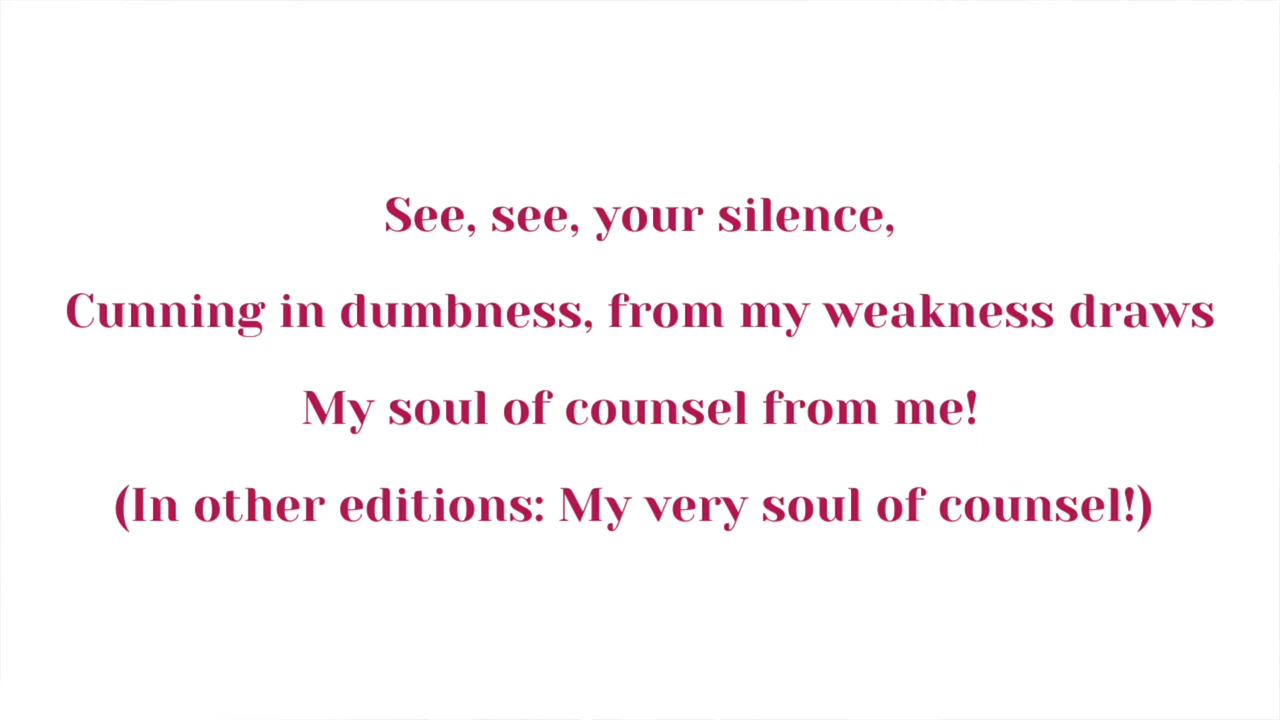 See, see, your silence,
Cunning in dumbness, from my weakness draws
My soul of counsel from me!
(In other editions: My very soul of counsel!)